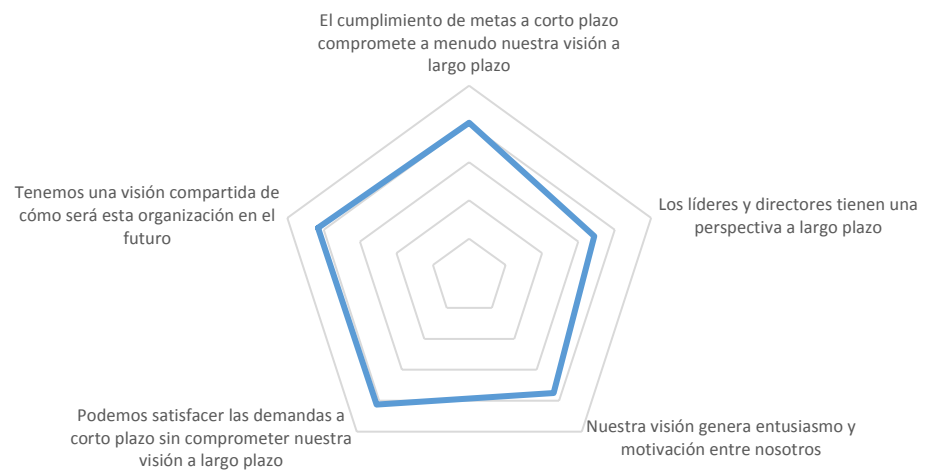 El cumplimiento de metas a corto plazo
compromete a menudo nuestra visión a
largo plazo
Los líderes y directores tienen una
perspectiva a largo plazo
Nuestra visión genera entusiasmo y
motivación entre nosotros
Podemos satisfacer las demandas a
corto plazo sin comprometer nuestra
visión a largo plazo
Tenemos una visión compartida de
cómo será esta organización en el
futuro